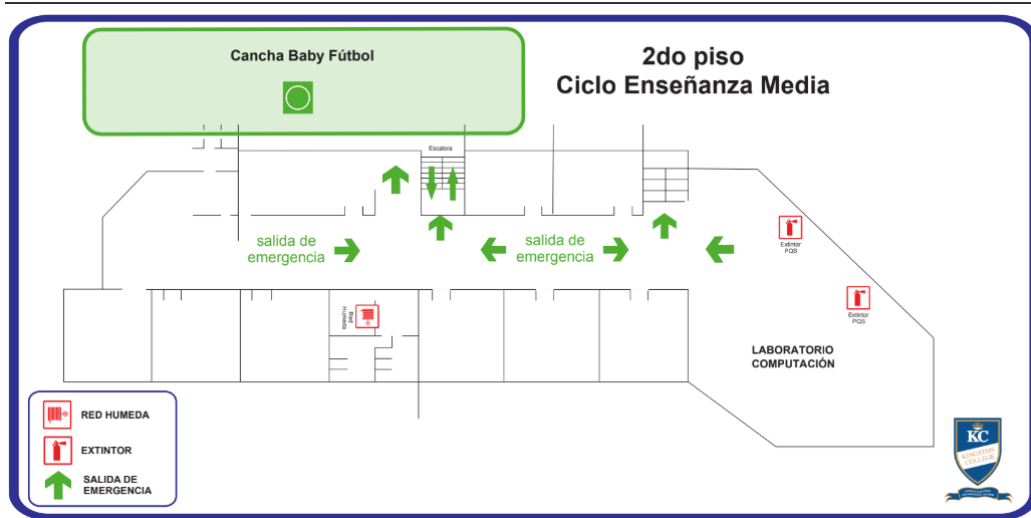 Cancha Baby Fútbol
2do piso
Ciclo Enseñanza Media
Escalera
salida de
emergencia
salida de
emergencia
Extintor
PQS
Extintor
PQS
Red
Humeda
LABORATORIO
COMPUTACIÓN
RED HUMEDA
EXTINTOR
SALIDA DE
EMERGENCIA
KC
KINGSTON
COLLEGE